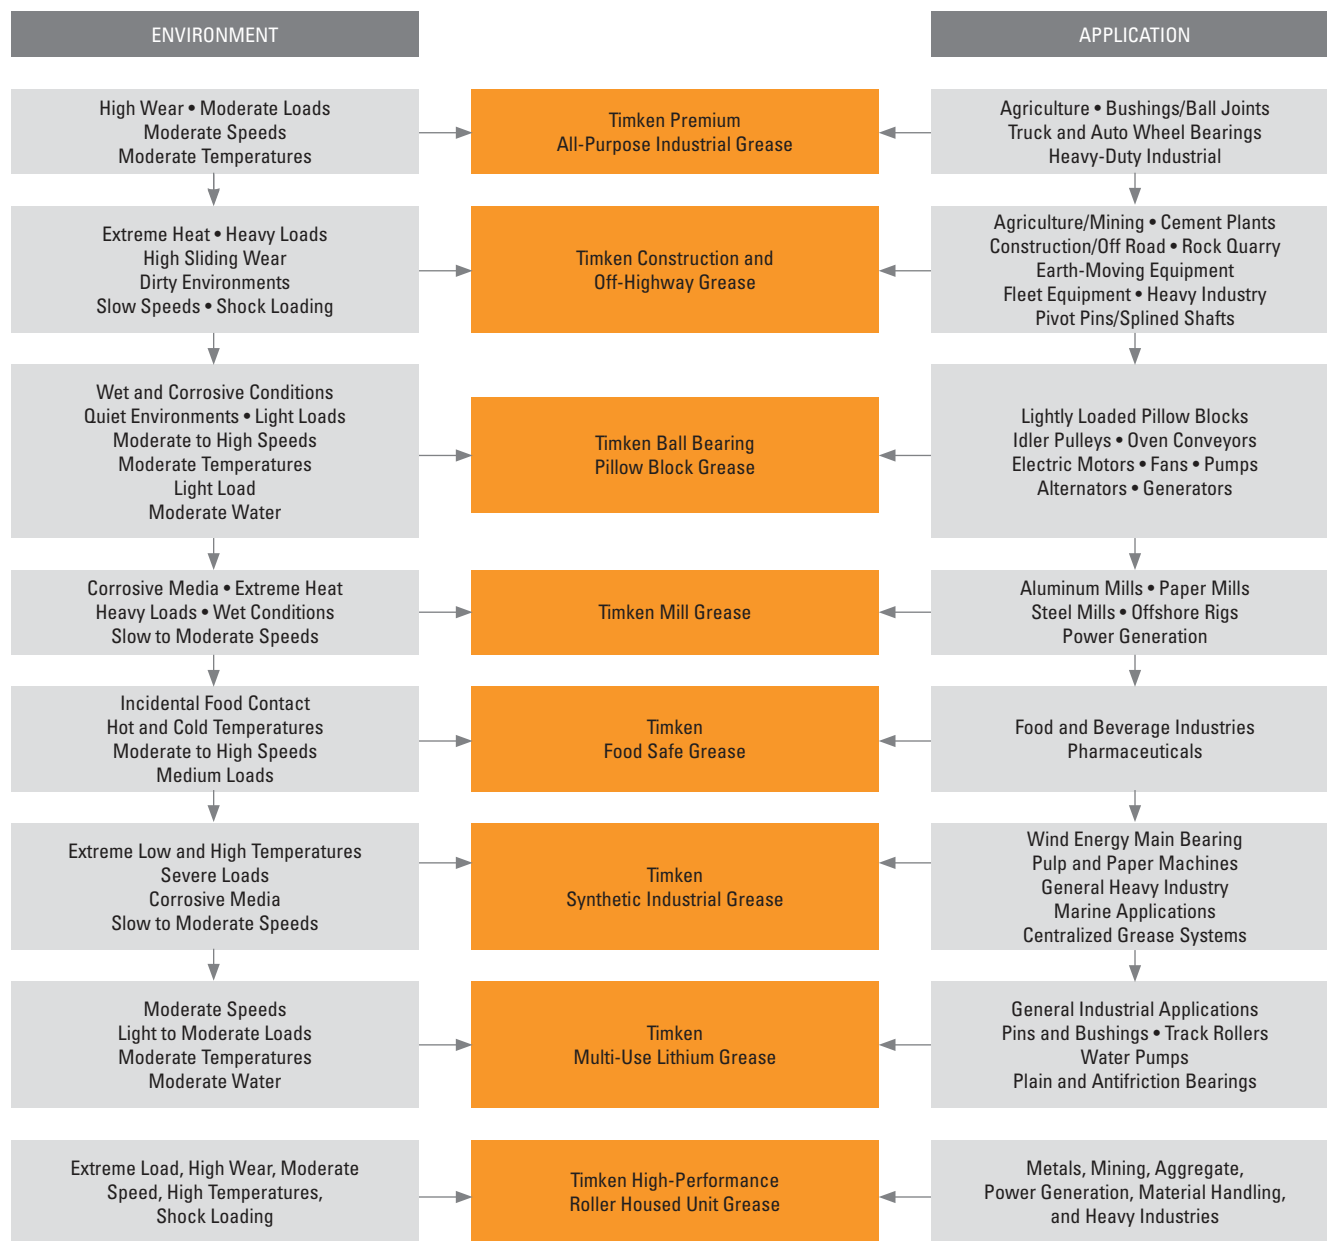 ENVIRONMENT
APPLICATION
High Wear • Moderate Loads
Moderate Speeds
Moderate Temperatures
Timken Premium
All-Purpose Industrial Grease
Agriculture • Bushings/Ball Joints
Truck and Auto Wheel Bearings
Heavy-Duty Industrial
Extreme Heat • Heavy Loads
High Sliding Wear
Dirty Environments
Slow Speeds • Shock Loading
Timken Construction and
Off-Highway Grease
Agriculture/Mining • Cement Plants
Construction/Off Road • Rock Quarry
Earth-Moving Equipment
Fleet Equipment • Heavy Industry
Pivot Pins/Splined Shafts
Wet and Corrosive Conditions
Quiet Environments • Light Loads
Moderate to High Speeds
Moderate Temperatures
Light Load
Moderate Water
Timken Ball Bearing
Pillow Block Grease
Lightly Loaded Pillow Blocks
Idler Pulleys • Oven Conveyors
Electric Motors • Fans • Pumps
Alternators • Generators
Corrosive Media • Extreme Heat
Heavy Loads • Wet Conditions
Slow to Moderate Speeds
Timken Mill Grease
Aluminum Mills • Paper Mills
Steel Mills • Offshore Rigs
Power Generation
Incidental Food Contact
Hot and Cold Temperatures
Moderate to High Speeds
Medium Loads
Timken
Food Safe Grease
Food and Beverage Industries
Pharmaceuticals
Extreme Low and High Temperatures
Severe Loads
Corrosive Media
Slow to Moderate Speeds
Timken
Synthetic Industrial Grease
Wind Energy Main Bearing
Pulp and Paper Machines
General Heavy Industry
Marine Applications
Centralized Grease Systems
Moderate Speeds
Light to Moderate Loads
Moderate Temperatures
Moderate Water
Timken
Multi-Use Lithium Grease
General Industrial Applications
Pins and Bushings • Track Rollers
Water Pumps
Plain and Antifriction Bearings
Extreme Load, High Wear, Moderate
Speed, High Temperatures,
Shock Loading
Timken High-Performance
Roller Housed Unit Grease
Metals, Mining, Aggregate,
Power Generation, Material Handling,
and Heavy Industries